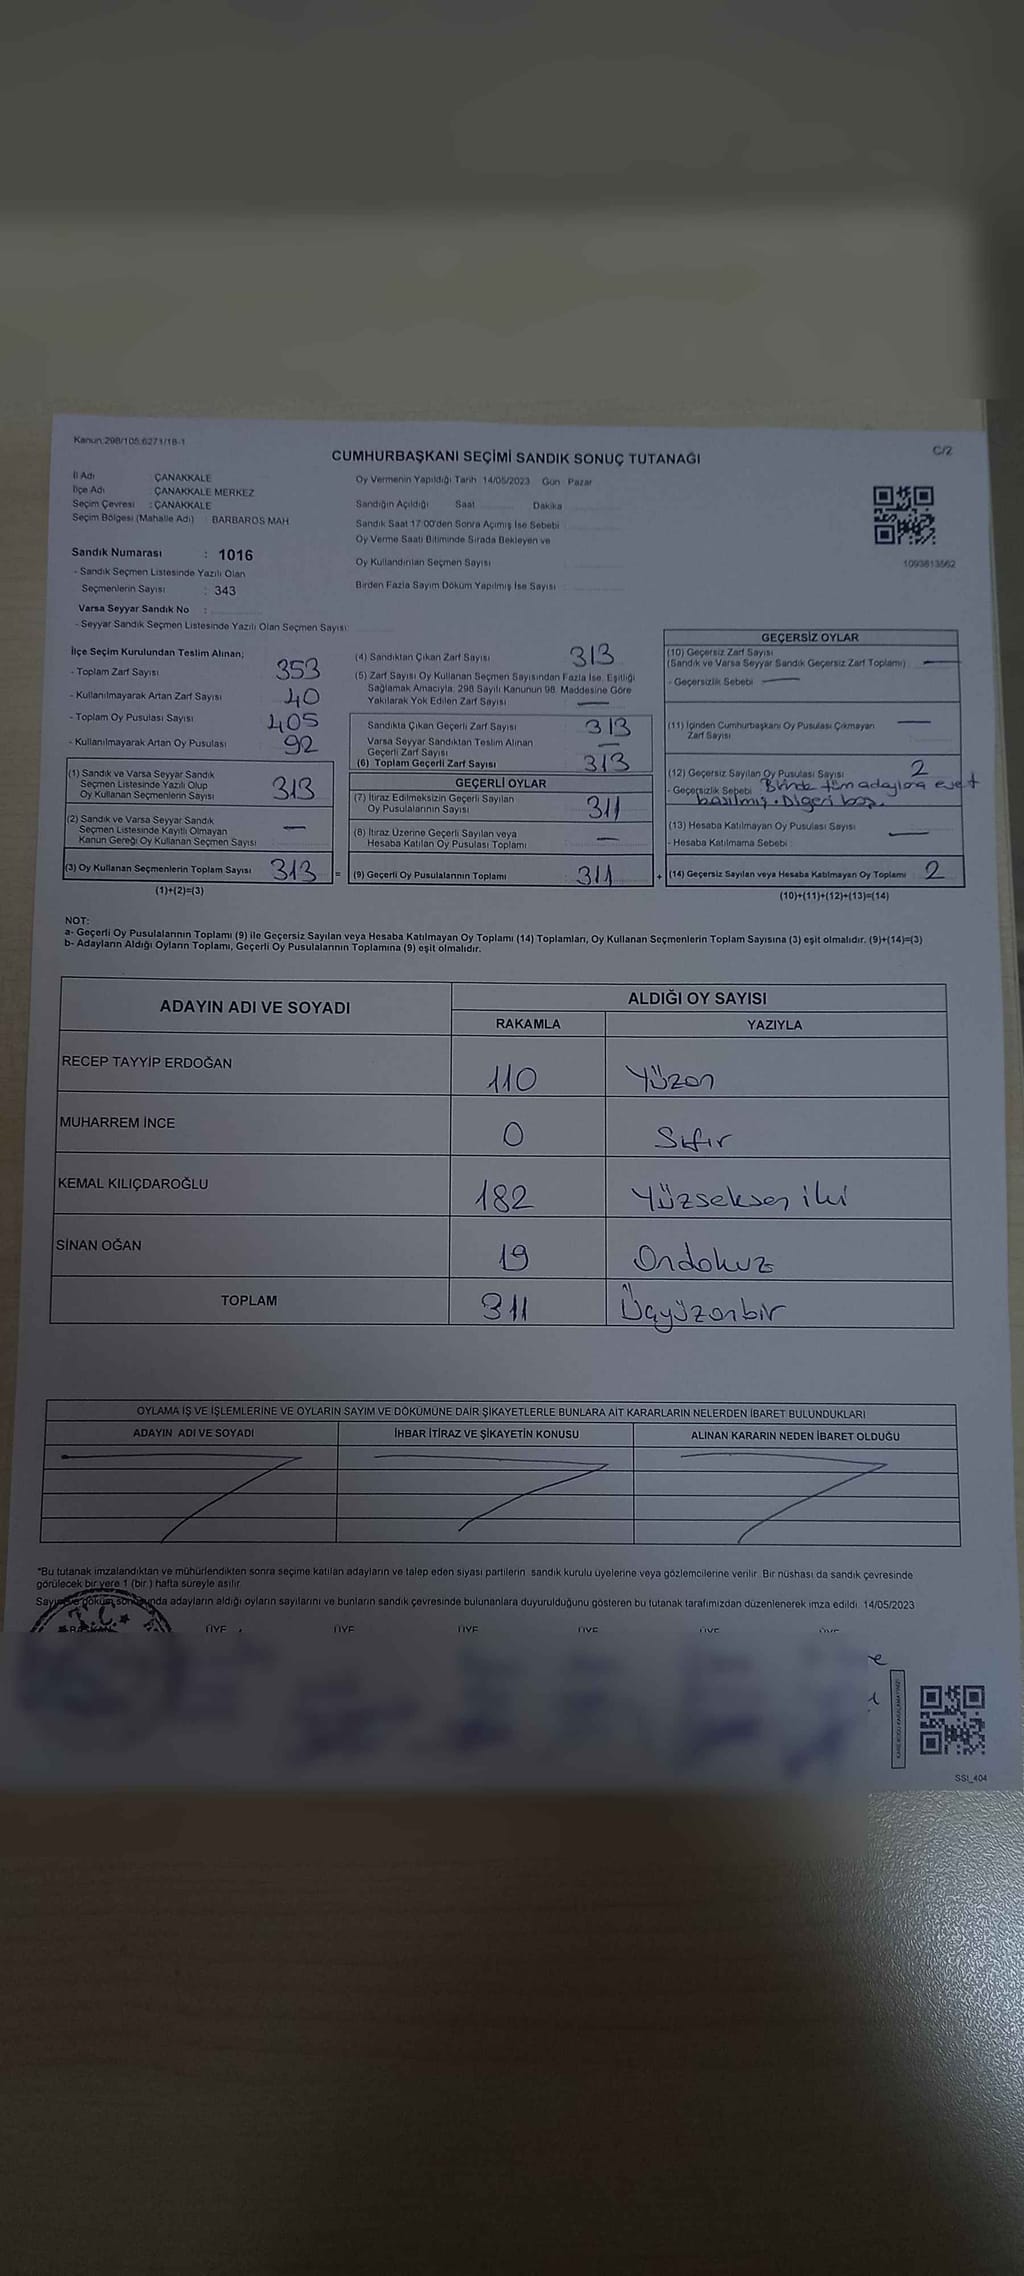 Kanun:298/105.6271/18-1
C/2
CUMHURBAŞKANI SEÇİMİ SANDIK SONUÇ TUTANAĞI
İl Adı ÇANAKKALE
İlçe Adı : ÇANAKKALE MERKEZ
Seçim Çevresi : ÇANAKKALE
Seçim Bölgesi (Mahalle Adı) : BARBAROS MAH
Sandık Numarası : 1016
- Sandık Seçmen Listesinde Yazılı Olan
Seçmenlerin Sayısı : 343
Varsa Seyyar Sandık No :
- Seyyar Sandık Seçmen Listesinde Yazılı Olan Seçmen Sayısı:
Oy Vermenin Yapıldığı Tarih 14/05/2023 Gün Pazar
Sandığın Açıldığı Saat Dakika
Sandık Saat 17:00'den Sonra Açımış İse Sebebi
Oy Verme Saati Bitiminde Sırada Bekleyen ve
Oy Kullandırılan Seçmen Sayısı
Birden Fazla Sayım Döküm Yapılmış İse Sayısı :
1093813562
İlçe Seçim Kurulundan Teslim Alınan;
- Toplam Zarf Sayısı 353
- Kullanılmayarak Artan Zarf Sayısı 40
- Toplam Oy Pusulası Sayısı 405
- Kullanılmayarak Artan Oy Pusulası 92
(1) Sandık ve Varsa Seyyar Sandık
Seçmen Listesinde Yazılı Olup
Oy Kullanan Seçmenlerin Sayısı 313
(2) Sandık ve Varsa Seyyar Sandık
Seçmen Listesinde Kayıtlı Olmayan
Kanun Gereği Oy Kullanan Seçmen Sayısı : —
(3) Oy Kullanan Seçmenlerin Toplam Sayısı 313 =
(1)+(2)=(3)
(4) Sandıktan Çıkan Zarf Sayısı 313
(5) Zarf Sayısı Oy Kullanan Seçmen Sayısından Fazla İse, Eşitliği
Sağlamak Amacıyla, 298 Sayılı Kanunun 98. Maddesine Göre
Yakılarak Yok Edilen Zarf Sayısı —
Sandıkta Çıkan Geçerli Zarf Sayısı : 313
Varsa Seyyar Sandıktan Teslim Alınan
Geçerli Zarf Sayısı —
(6) Toplam Geçerli Zarf Sayısı : 313
GEÇERLİ OYLAR
(7) İtiraz Edilmeksizin Geçerli Sayılan
Oy Pusulalarının Sayısı : 311
(8) İtiraz Üzerine Geçerli Sayılan veya
Hesaba Katılan Oy Pusulası Toplamı : —
(9) Geçerli Oy Pusulalarının Toplamı : 311 +
GEÇERSİZ OYLAR
(10) Geçersiz Zarf Sayısı
(Sandık ve Varsa Seyyar Sandık Geçersiz Zarf Toplamı) —
- Geçersizlik Sebebi —
(11) İçinden Cumhurbaşkanı Oy Pusulası Çıkmayan
Zarf Sayısı —
(12) Geçersiz Sayılan Oy Pusulası Sayısı 2
- Geçersizlik Sebebi Birinde tüm adaylara evet
basılmış. Diğeri boş.
(13) Hesaba Katılmayan Oy Pusulası Sayısı —
- Hesaba Katılmama Sebebi :
(14) Geçersiz Sayılan veya Hesaba Katılmayan Oy Toplamı 2
(10)+(11)+(12)+(13)=(14)
NOT:
a- Geçerli Oy Pusulalarının Toplamı (9) ile Geçersiz Sayılan veya Hesaba Katılmayan Oy Toplamı (14) Toplamları, Oy Kullanan Seçmenlerin Toplam Sayısına (3) eşit olmalıdır. (9)+(14)=(3)
b- Adayların Aldığı Oyların Toplamı, Geçerli Oy Pusulalarının Toplamına (9) eşit olmalıdır.
ADAYIN ADI VE SOYADI ALDIĞI OY SAYISI
RAKAMLA YAZIYLA
RECEP TAYYİP ERDOĞAN 110 Yüzon
MUHARREM İNCE 0 Sıfır
KEMAL KILIÇDAROĞLU 182 Yüzseksen iki
SİNAN OĞAN 19 Ondokuz
TOPLAM 311 Üçyüzonbir
OYLAMA İŞ VE İŞLEMLERİNE VE OYLARIN SAYIM VE DÖKÜMÜNE DAİR ŞİKAYETLERLE BUNLARA AİT KARARLARIN NELERDEN İBARET BULUNDUKLARI
ADAYIN ADI VE SOYADI İHBAR İTİRAZ VE ŞİKAYETİN KONUSU ALINAN KARARIN NEDEN İBARET OLDUĞU
*Bu tutanak imzalandıktan ve mühürlendikten sonra seçime katılan adayların ve talep eden siyasi partilerin sandık kurulu üyelerine veya gözlemcilerine verilir. Bir nüshası da sandık çevresinde
görülecek bir yere 1 (bir ) hafta süreyle asılır.
Sayım ve döküm sonucunda adayların aldığı oyların sayılarını ve bunların sandık çevresinde bulunanlara duyurulduğunu gösteren bu tutanak tarafımızdan düzenlenerek imza edildi. 14/05/2023
T.C.
BAŞKAN ÜYE ÜYE ÜYE ÜYE ÜYE ÜYE
SSI_404